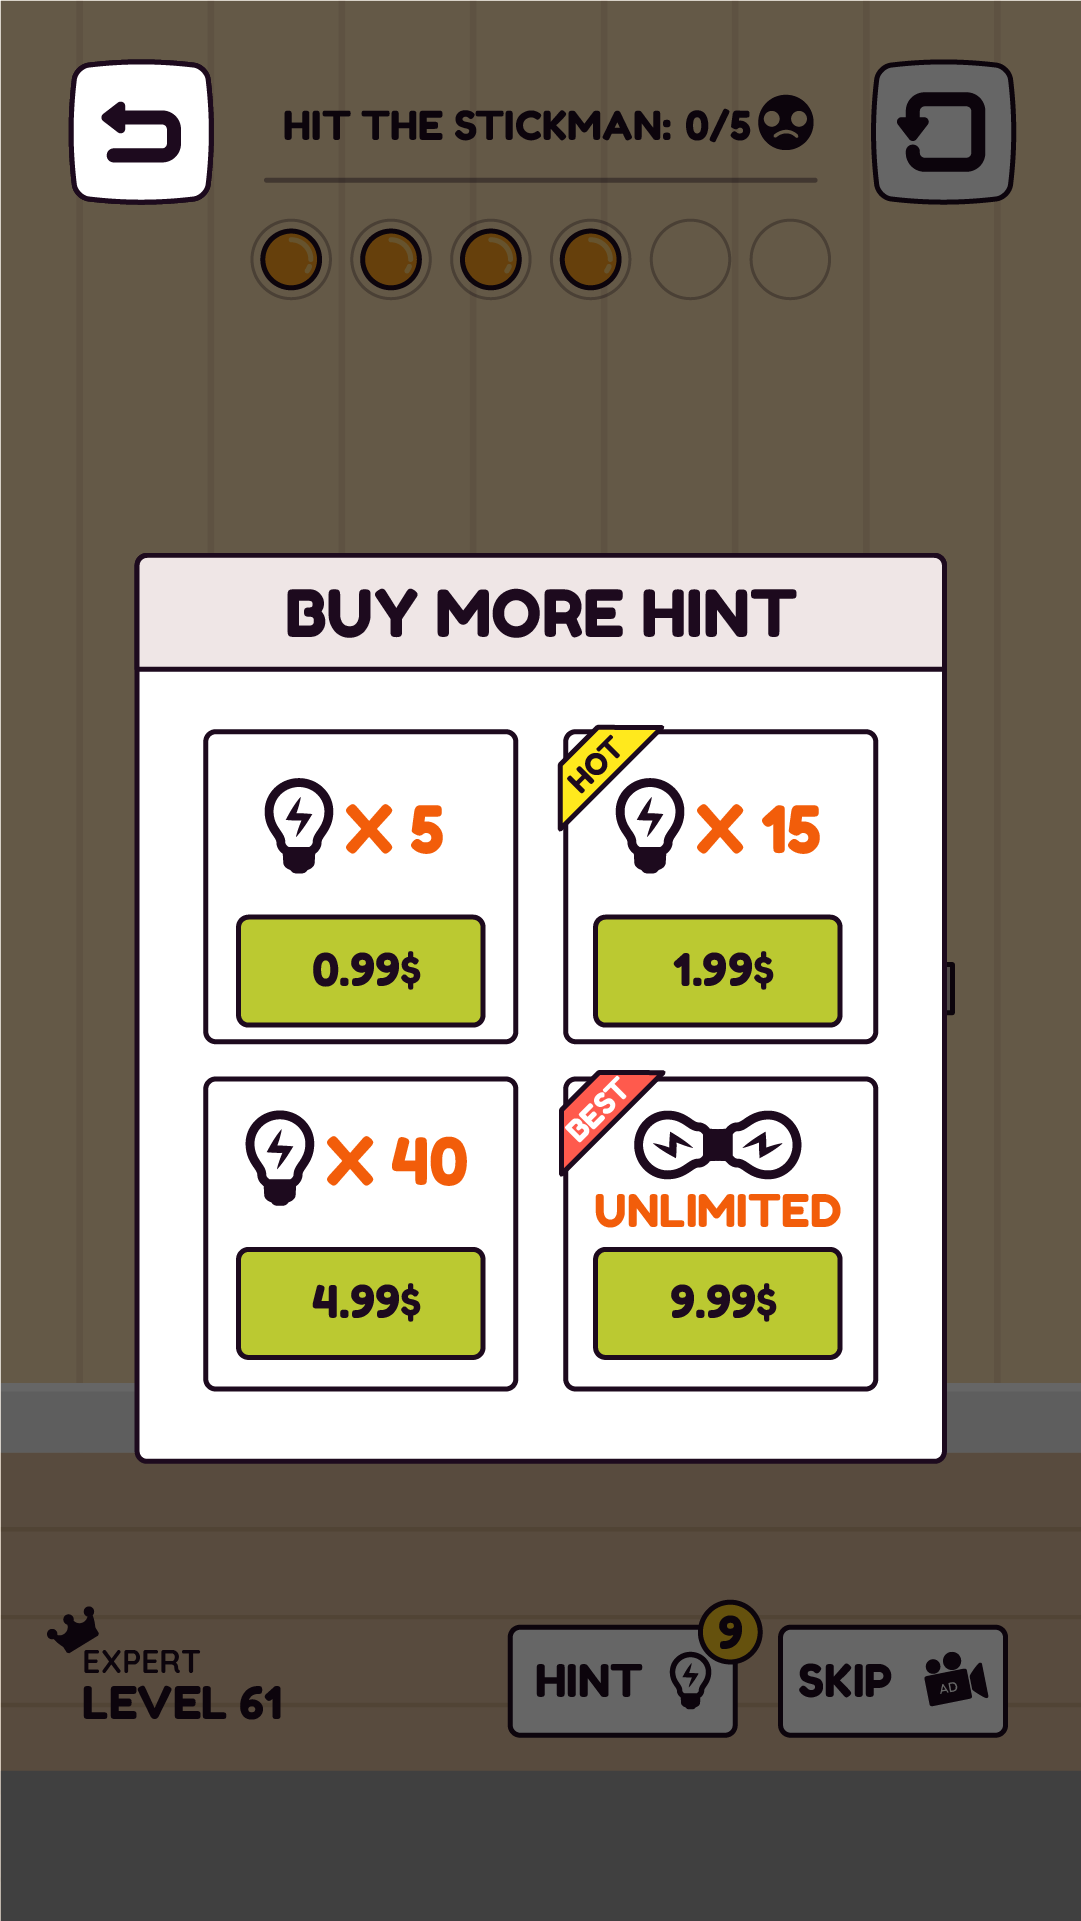 HIT THE STICKMAN: 0/5
BUY MORE HINT
X 5
0.99$
HOT
X 15
1.99$
X 40
4.99$
BEST
UNLIMITED
9.99$
EXPERT
LEVEL 61
HINT
9
SKIP
AD